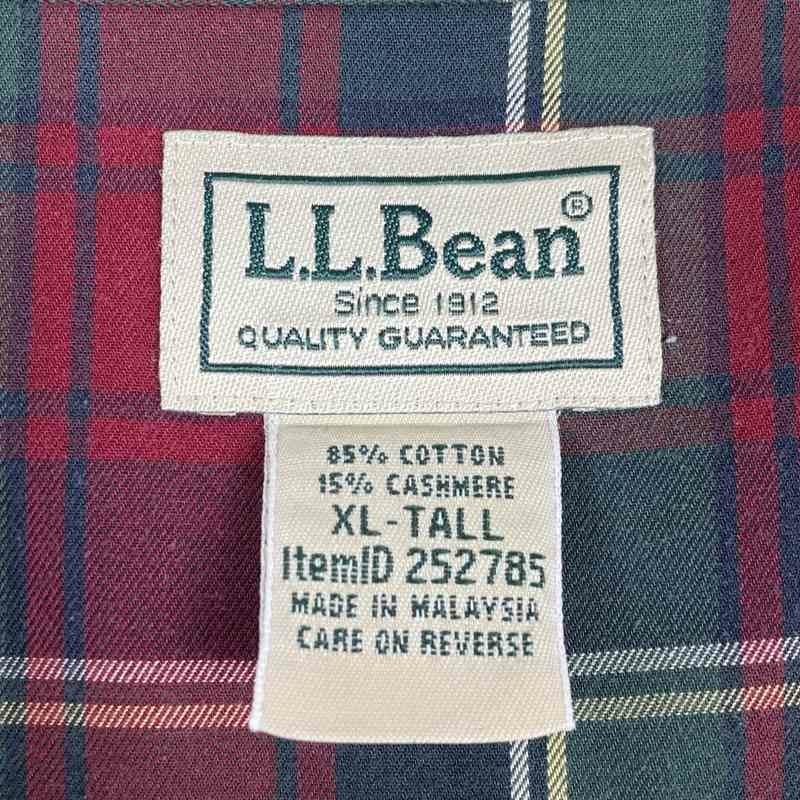 L.L.Bean®
Since 1912
QUALITY GUARANTEED
85% COTTON
15% CASHMERE
XL-TALL
ItemID 252785
MADE IN MALAYSIA
CARE ON REVERSE